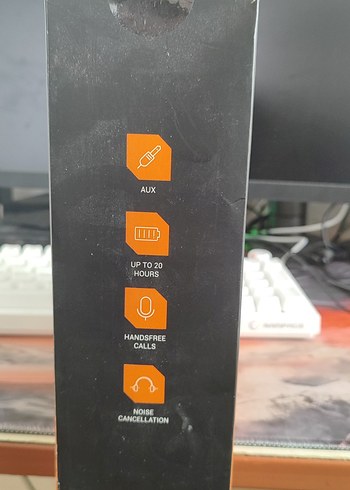 AUX
UP TO 20
HOURS
HANDSFREE
CALLS
NOISE
CANCELLATION